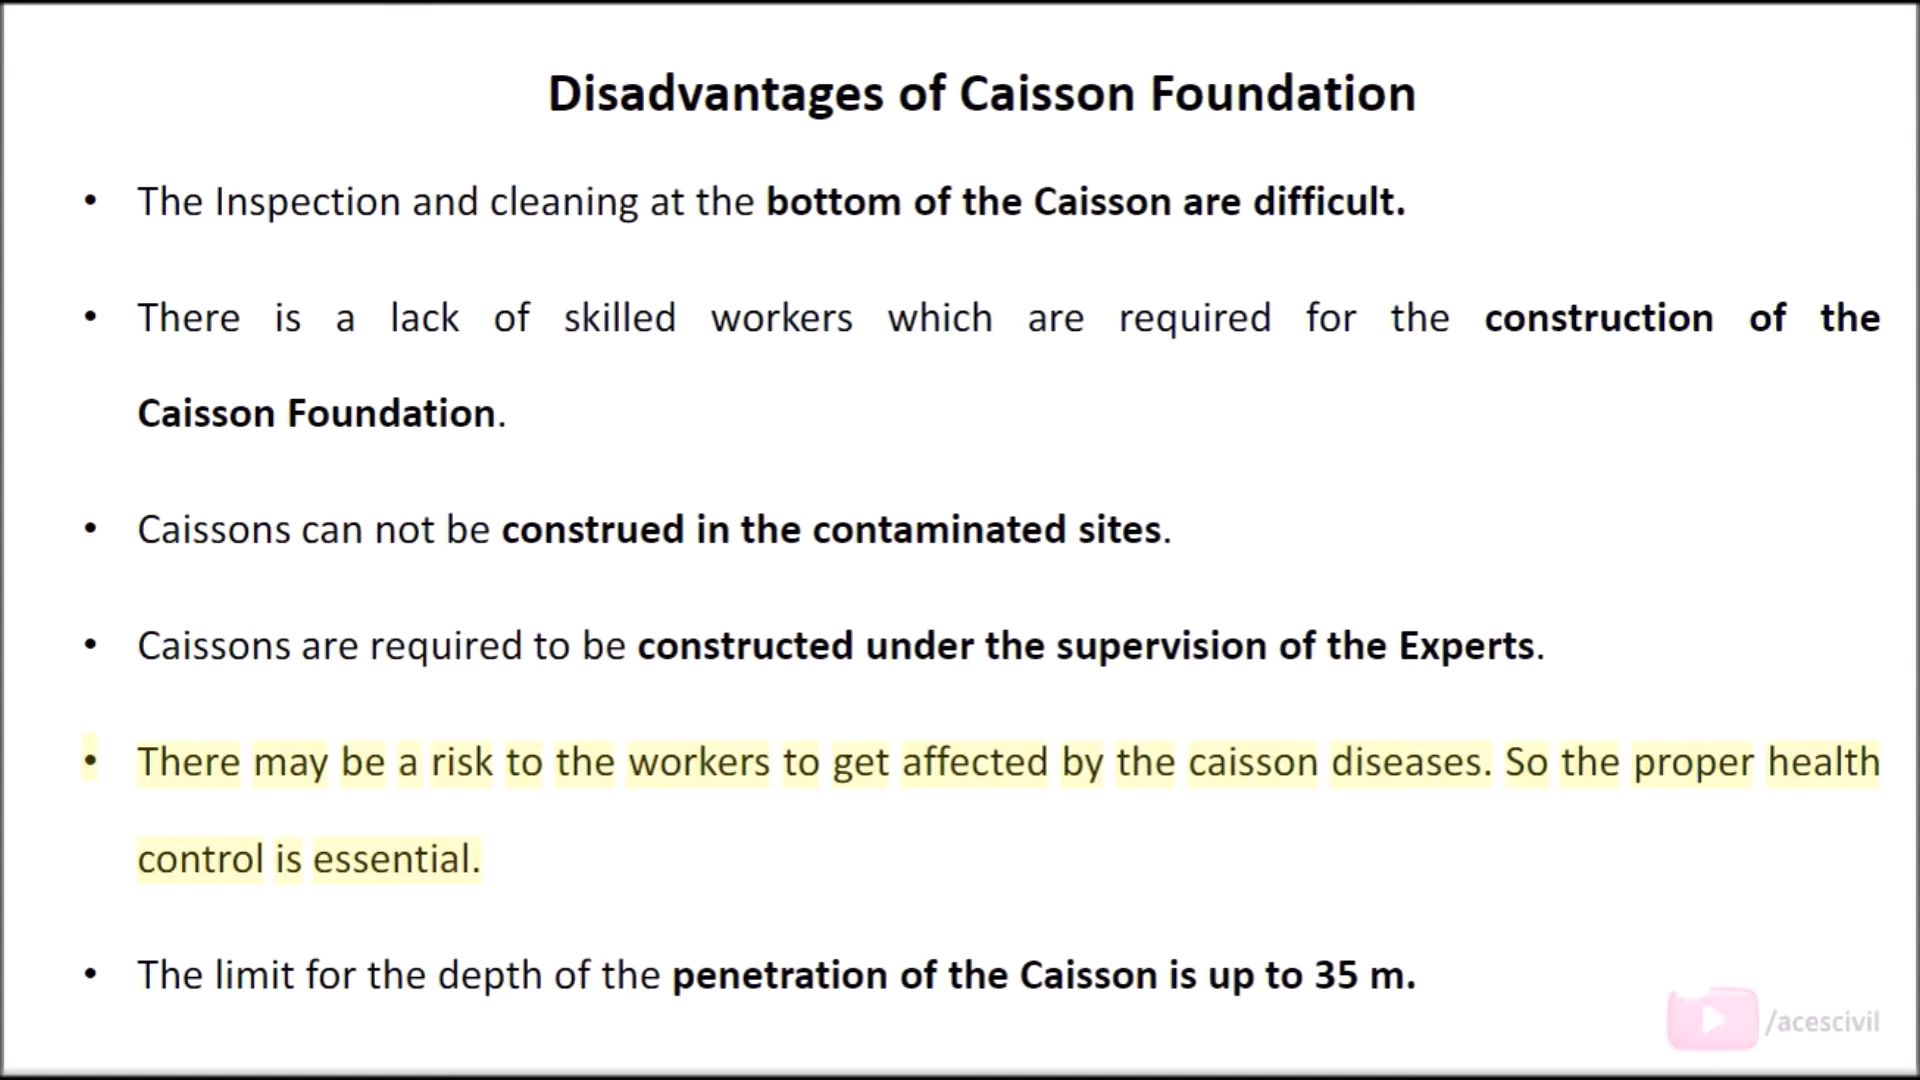 Disadvantages of Caisson Foundation
• The Inspection and cleaning at the bottom of the Caisson are difficult.
• There is a lack of skilled workers which are required for the construction of the
Caisson Foundation.
• Caissons can not be construed in the contaminated sites.
• Caissons are required to be constructed under the supervision of the Experts.
• There may be a risk to the workers to get affected by the caisson diseases. So the proper health
control is essential.
• The limit for the depth of the penetration of the Caisson is up to 35 m.
/acescivil